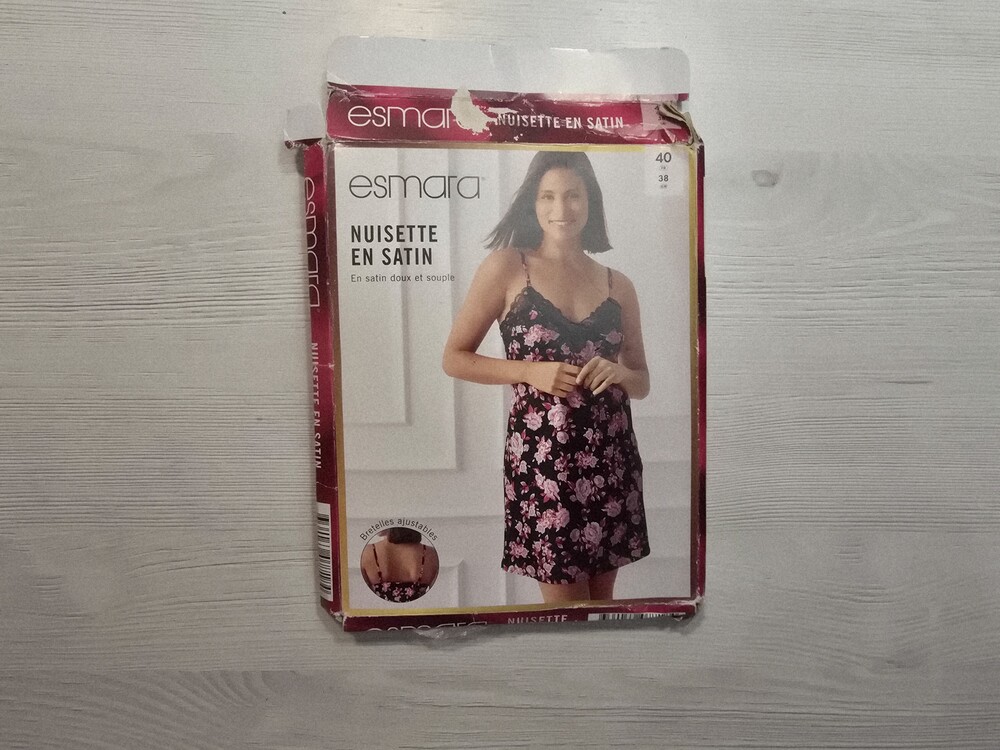 esmara NUISETTE EN SATIN
esmara
NUISETTE
EN SATIN
En satin doux et souple
40
38
Bretelles ajustables
esmara NUISETTE EN SATIN
NUISETTE